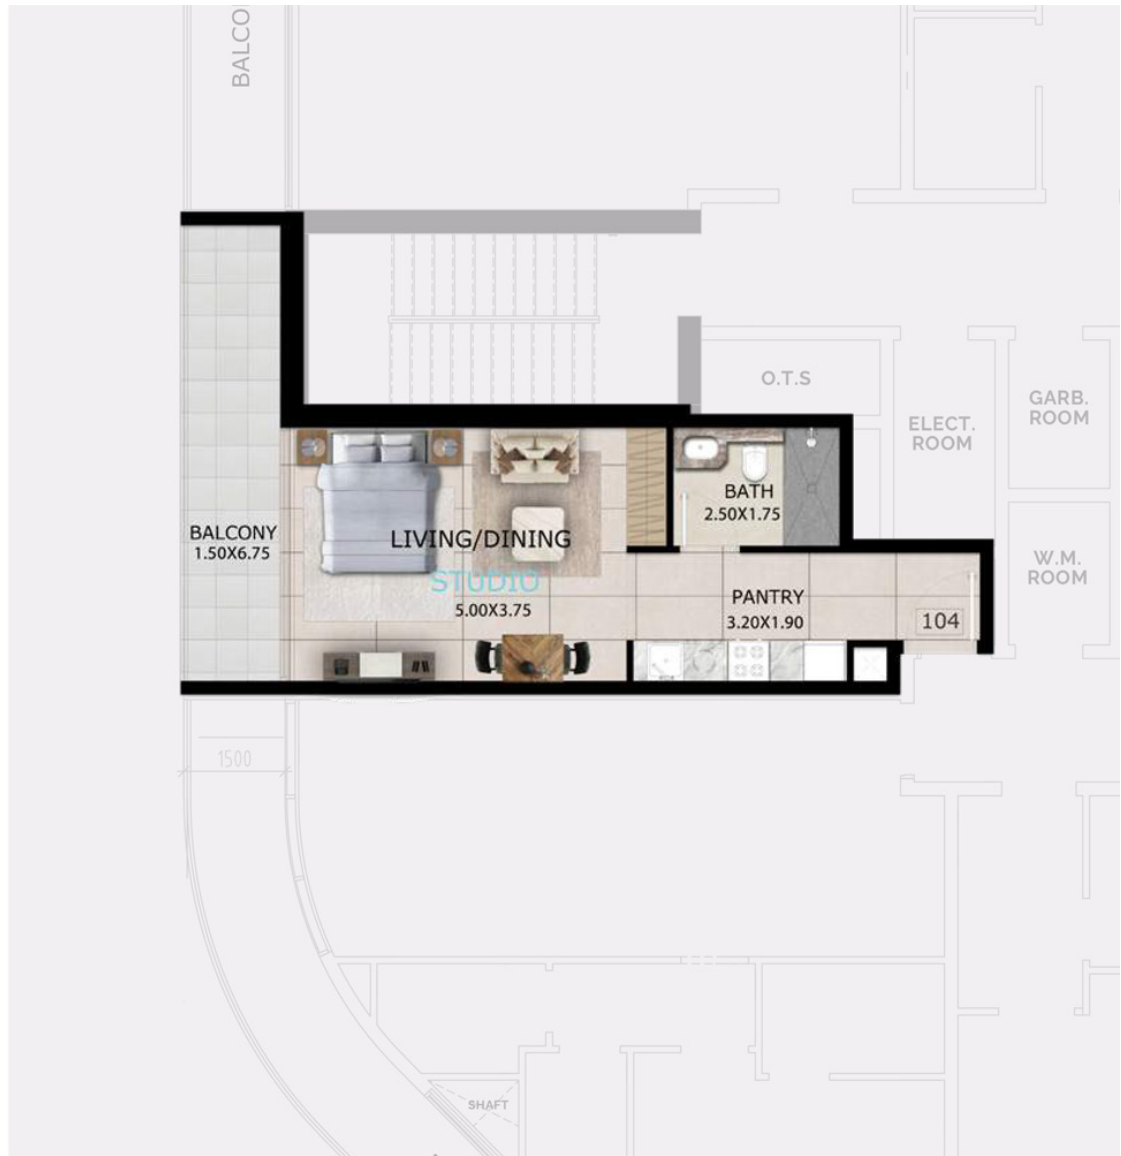 BALCO
O.T.S
GARB.
ROOM
ELECT.
ROOM
BATH
2.50X1.75
BALCONY
1.50X6.75
LIVING/DINING
STUDIO
5.00X3.75
W.M.
ROOM
PANTRY
3.20X1.90
104
1500
SHAFT